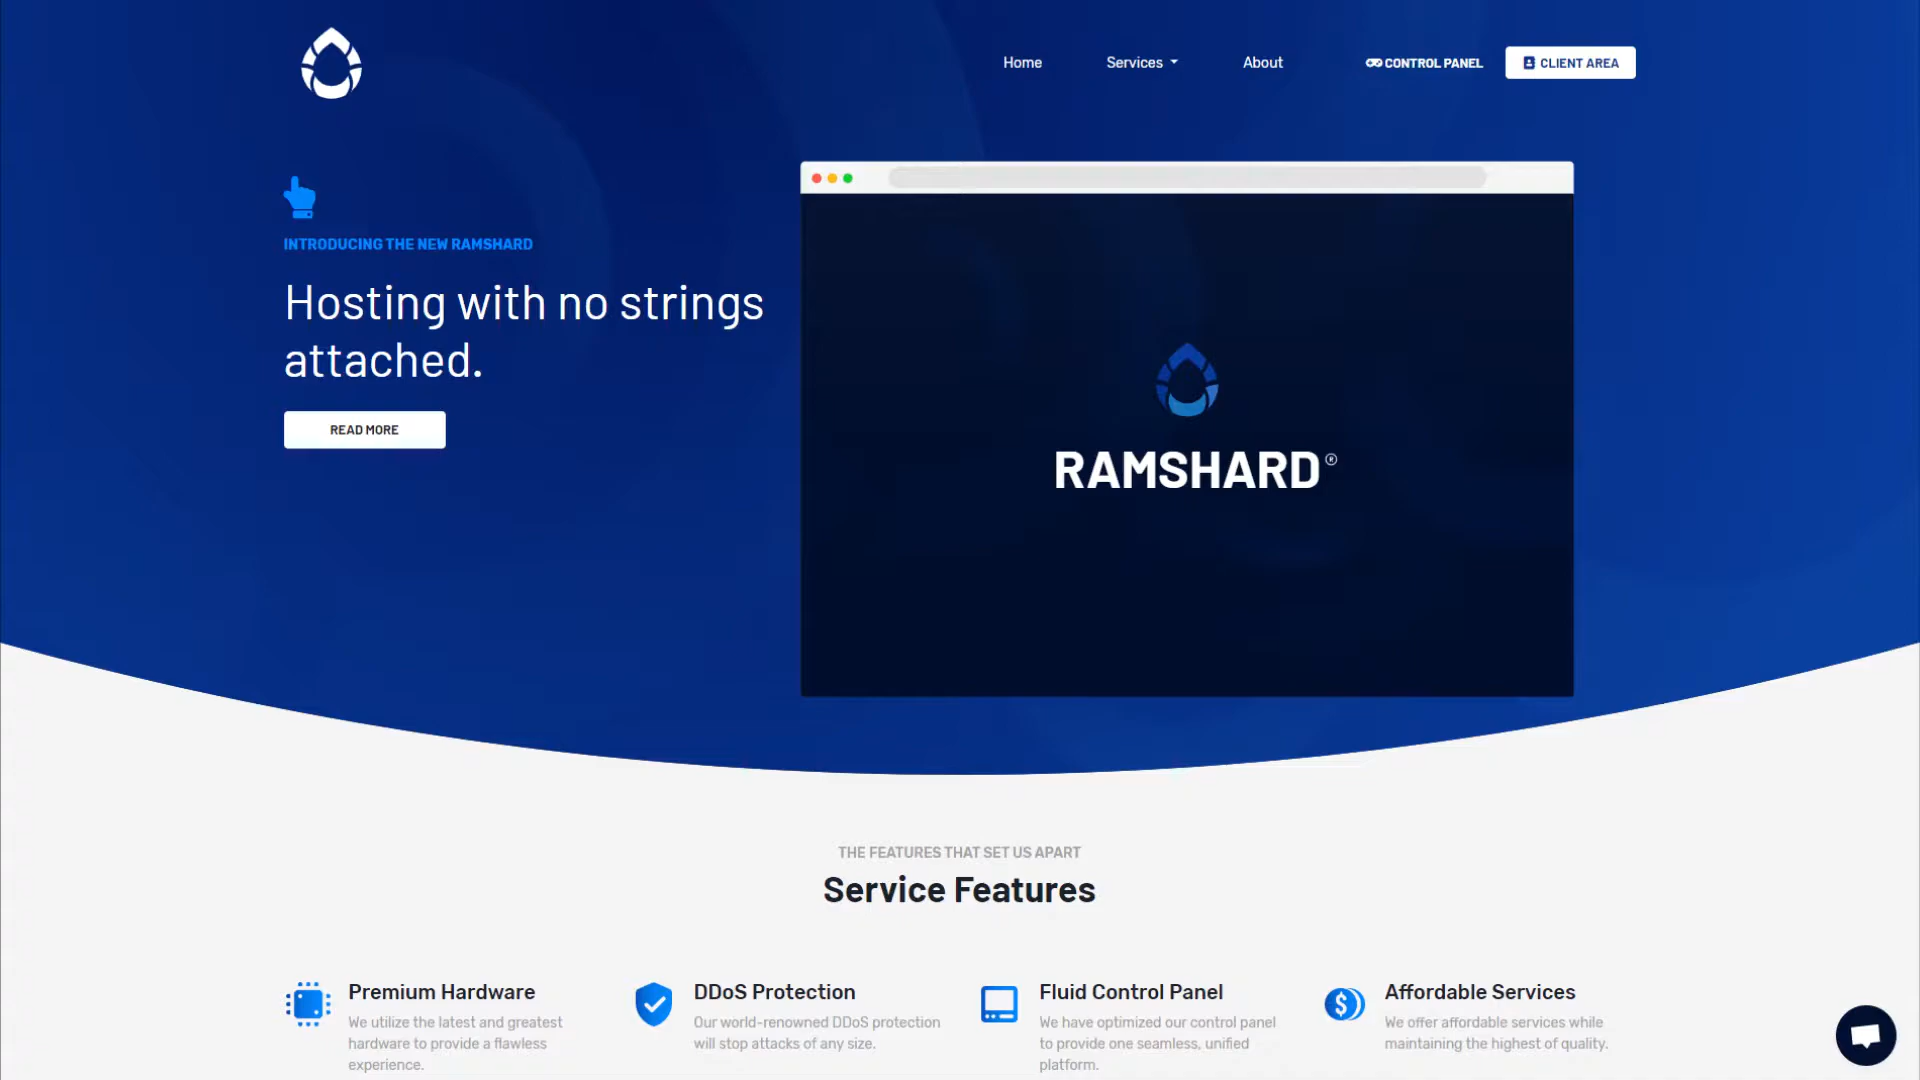 Home
Services
About
CONTROL PANEL
CLIENT AREA
INTRODUCING THE NEW RAMSHARD
Hosting with no strings
attached.
READ MORE
RAMSHARD®
THE FEATURES THAT SET US APART
Service Features
Premium Hardware
We utilize the latest and greatest
hardware to provide a flawless
experience.
DDoS Protection
Our world-renowned DDoS protection
will stop attacks of any size.
Fluid Control Panel
We have optimized our control panel
to provide one seamless, unified
platform.
Affordable Services
We offer affordable services while
maintaining the highest of quality.